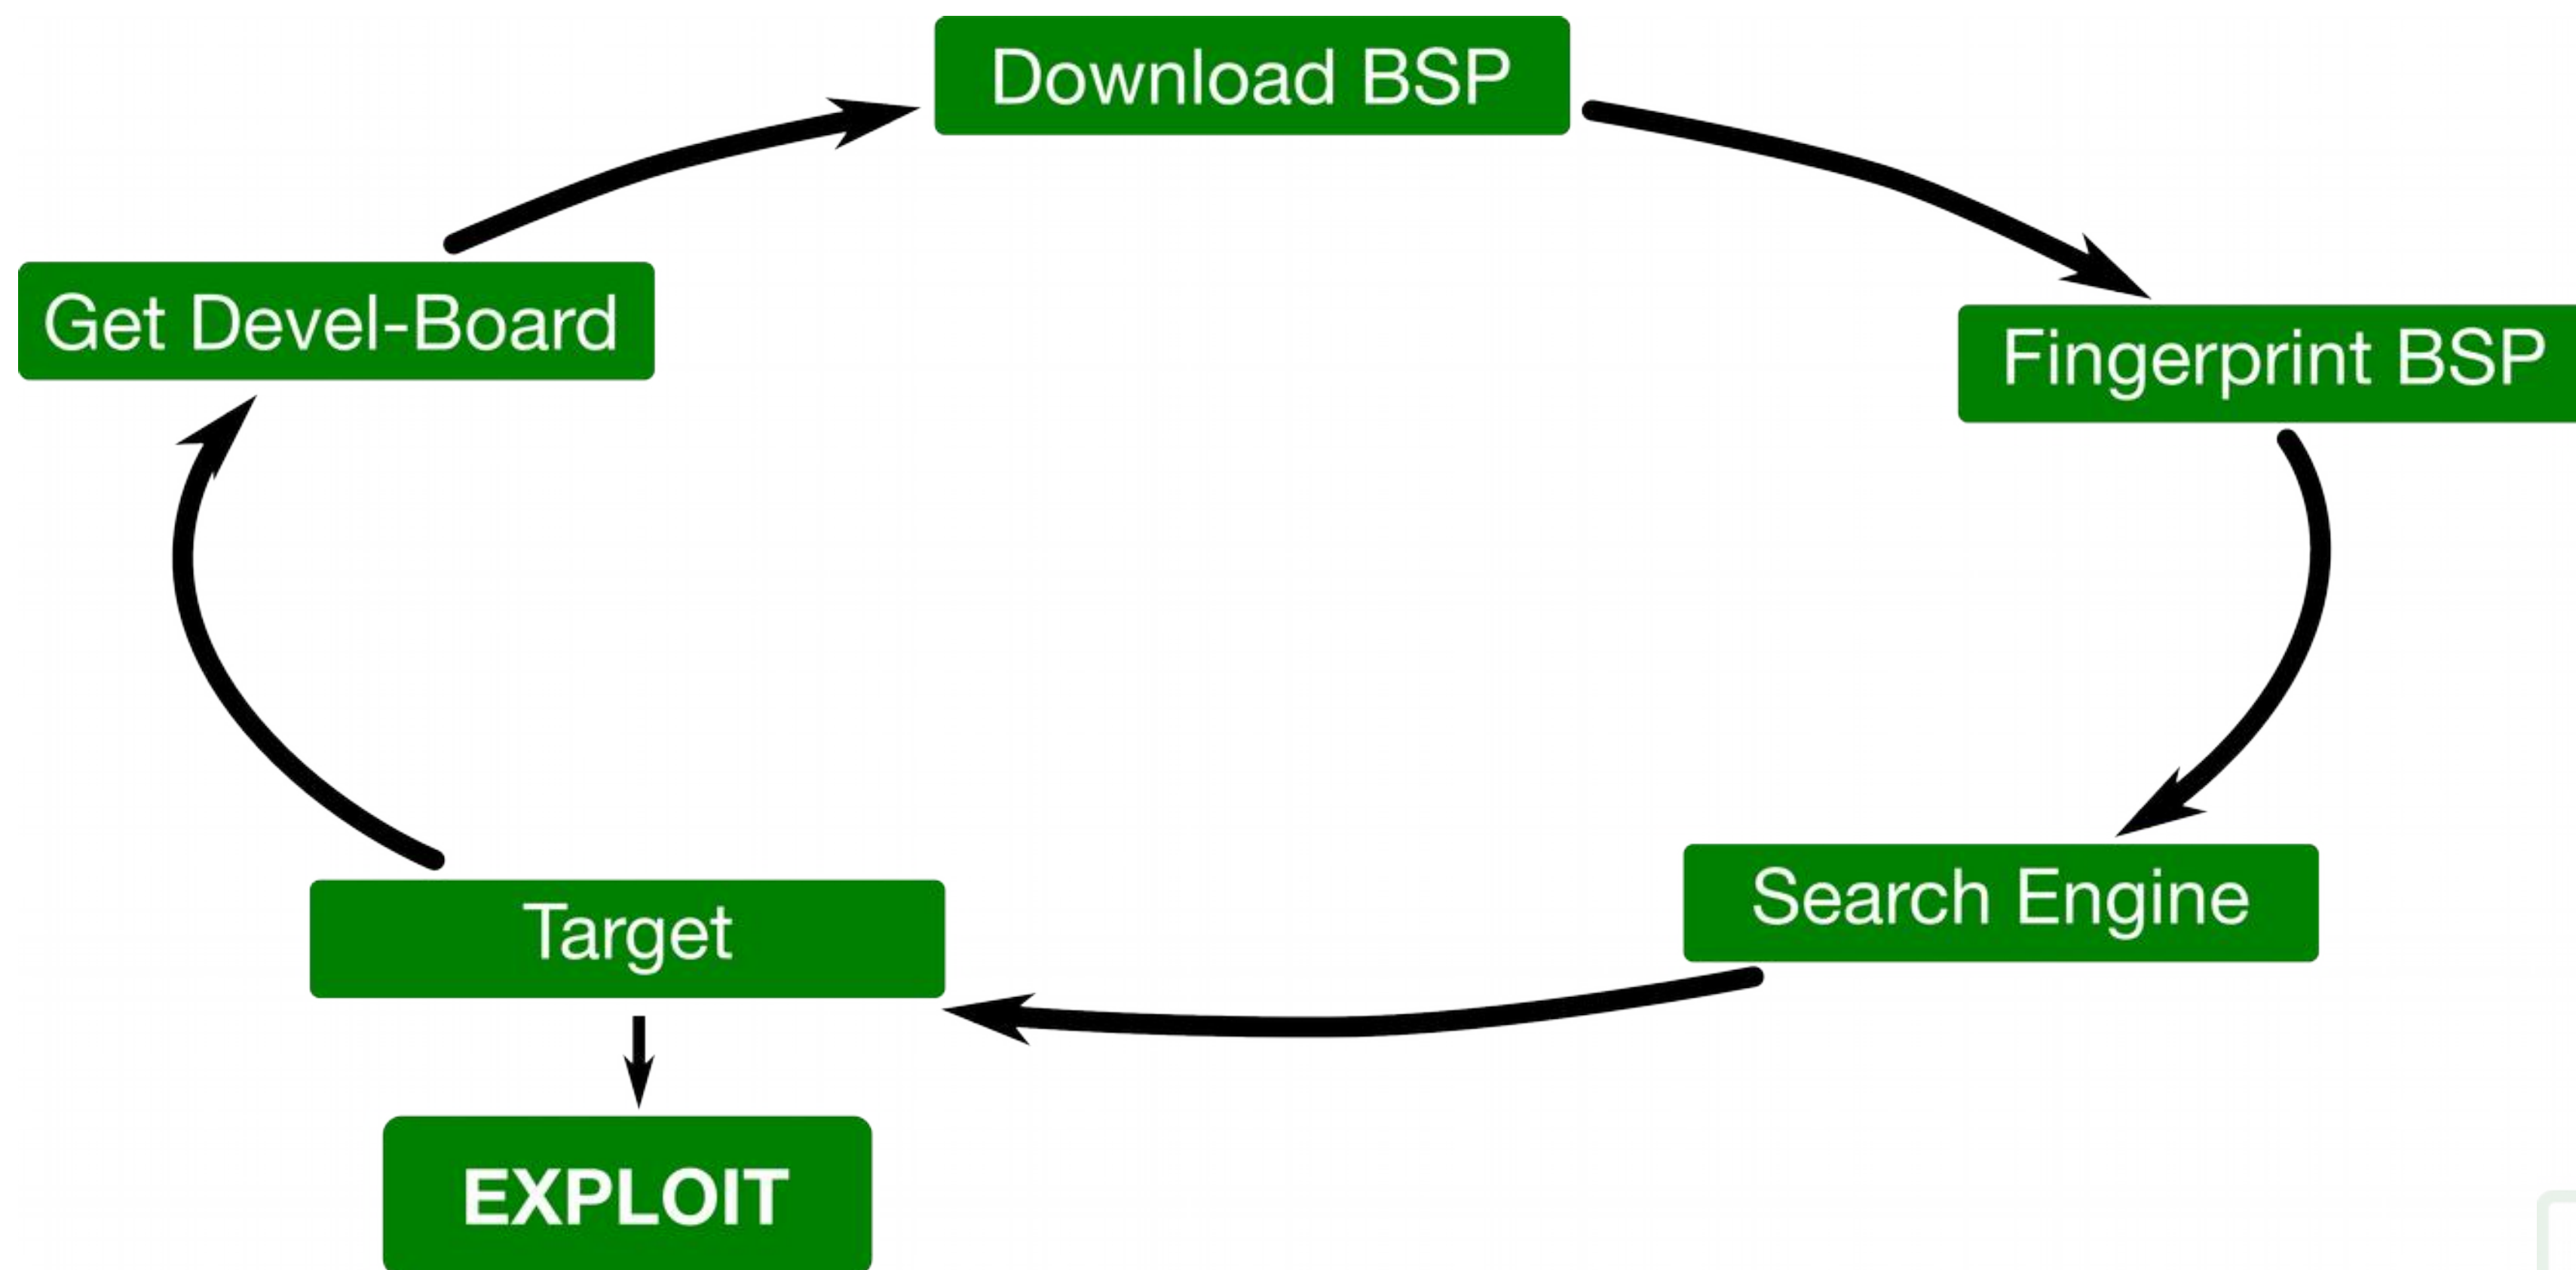 Download BSP
Get Devel-Board
Fingerprint BSP
Search Engine
Target
EXPLOIT